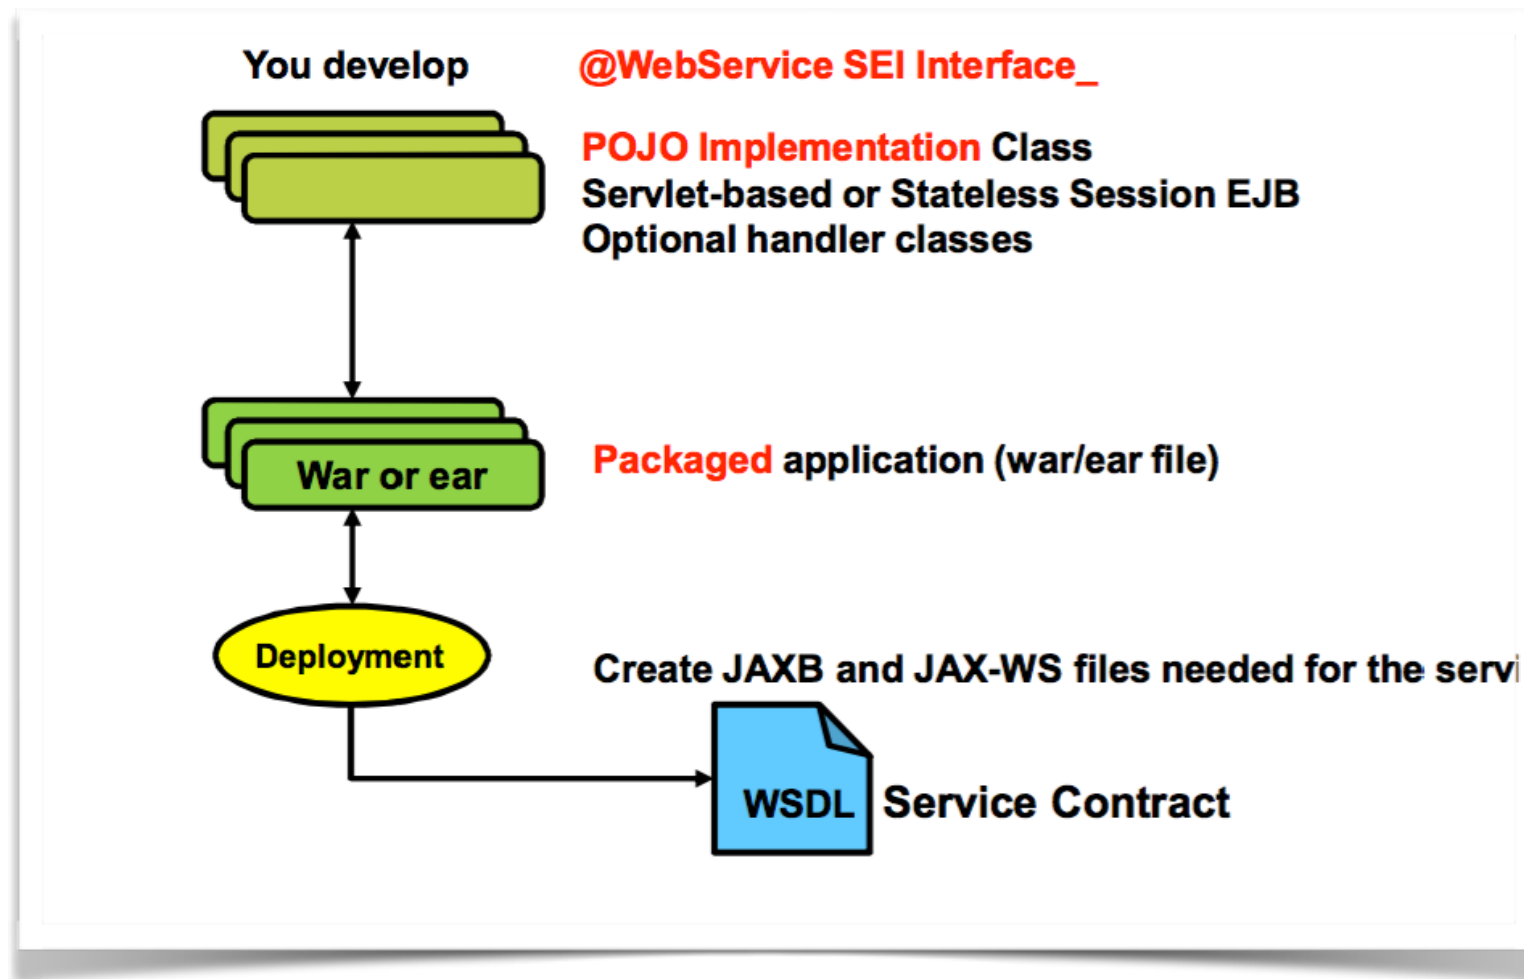 You develop
@WebService SEI Interface_
POJO Implementation Class
Servlet-based or Stateless Session EJB
Optional handler classes
War or ear
Packaged application (war/ear file)
Deployment
Create JAXB and JAX-WS files needed for the servi
WSDL
Service Contract